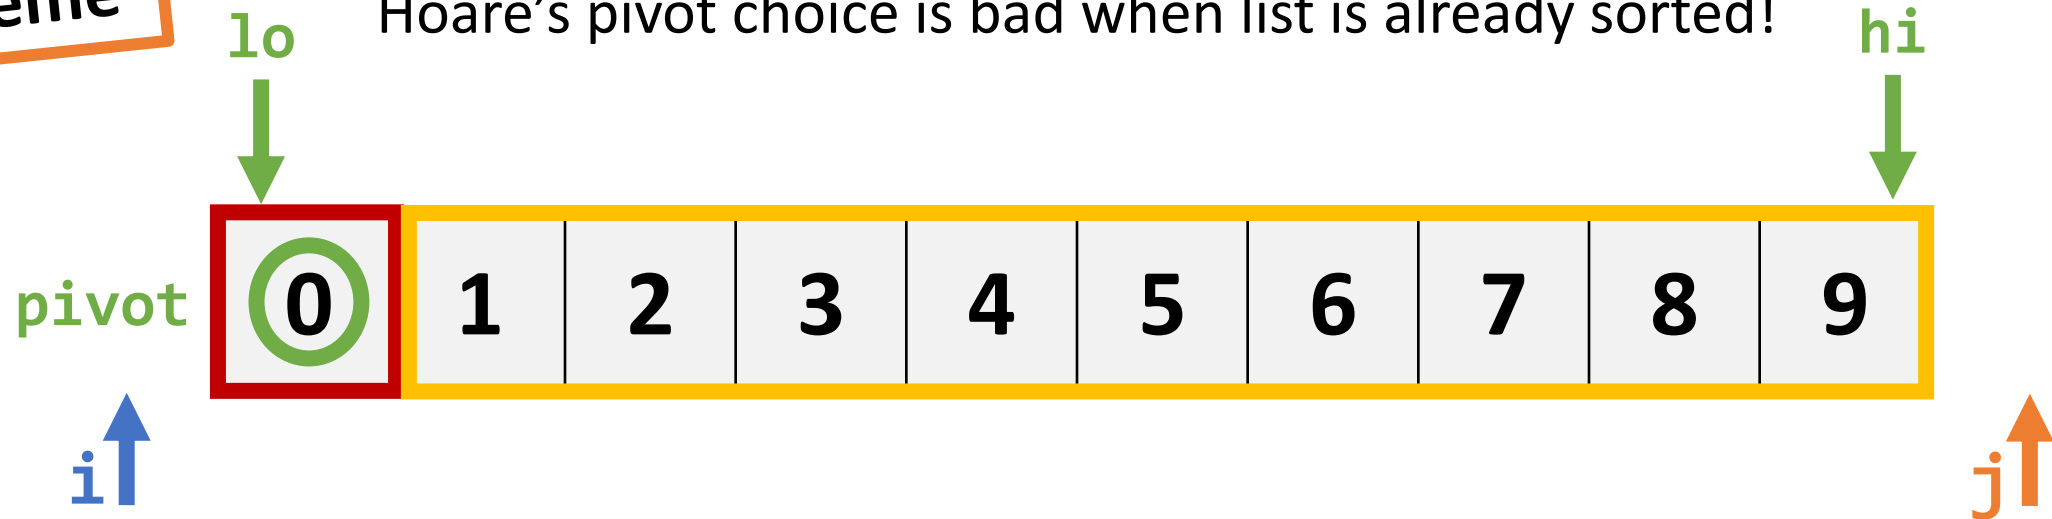 Hoare's pivot choice is bad when list is already sorted!
lo
hi
pivot
0 1 2 3 4 5 6 7 8 9
i
j